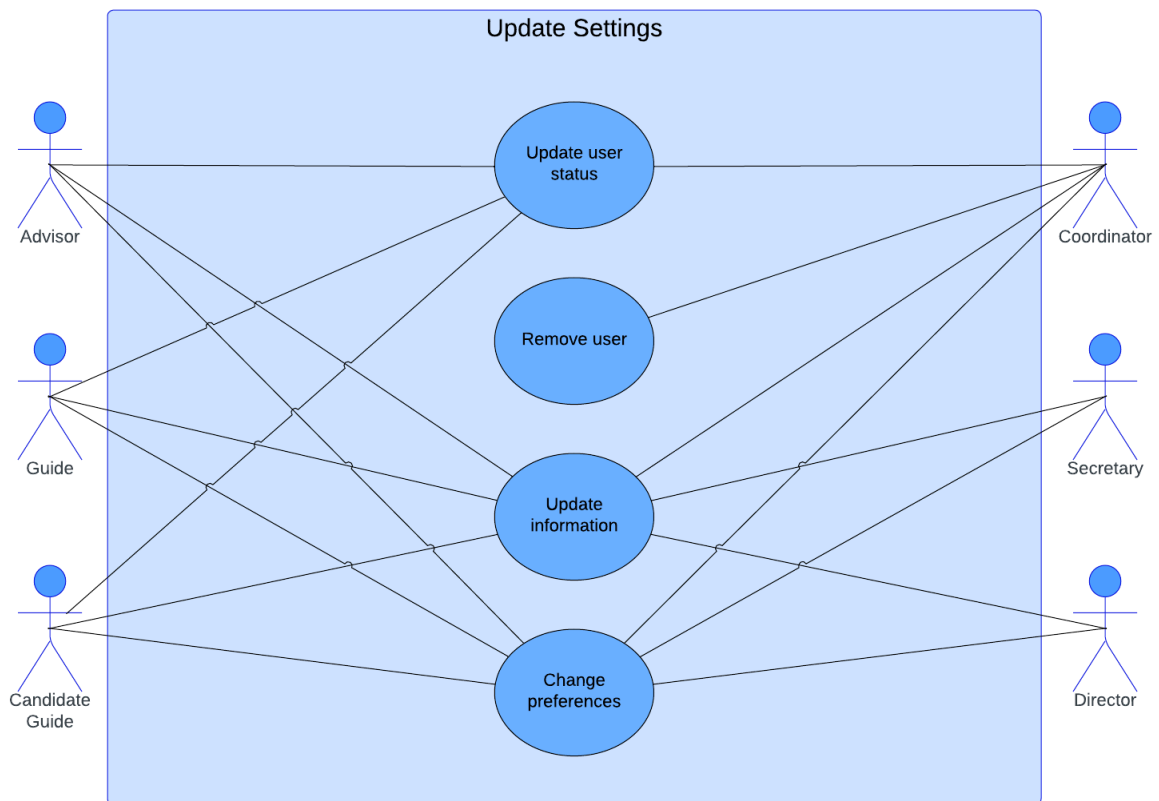 Update Settings
Update user
status
Advisor
Coordinator
Remove user
Guide
Secretary
Update
information
Change
preferences
Candidate
Guide
Director